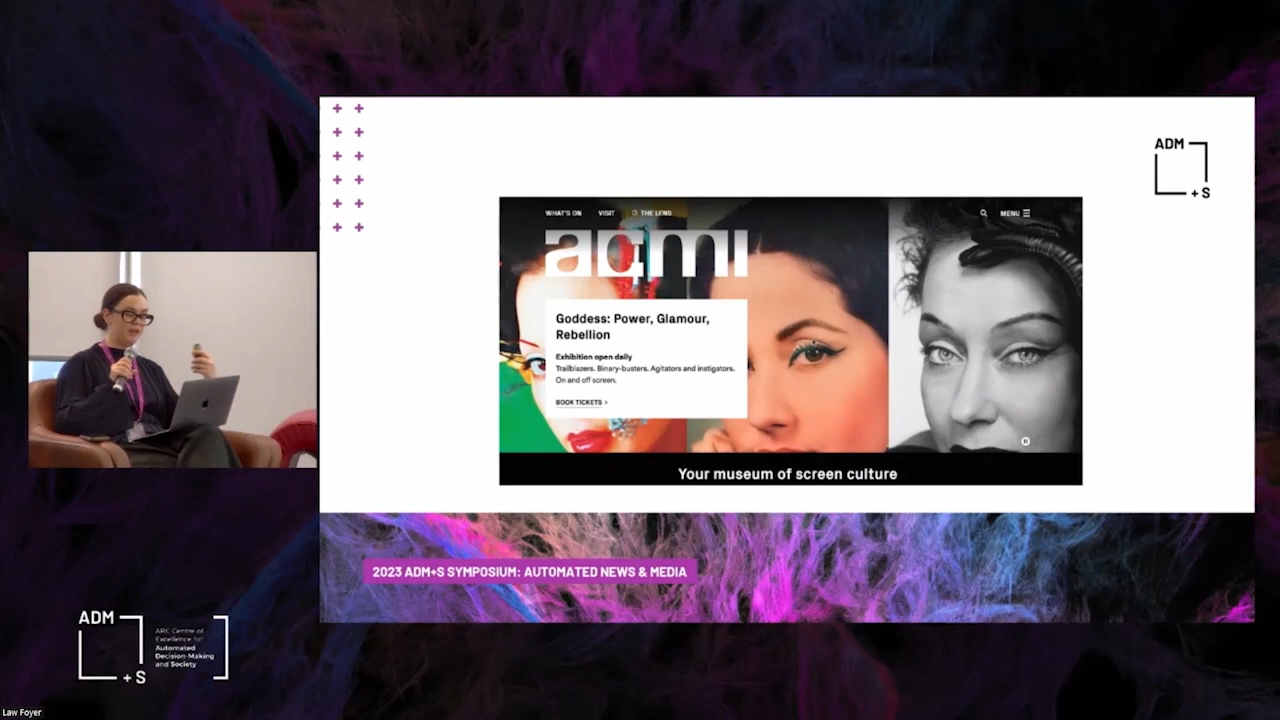 ADM
+ S
WHAT'S ON VISIT THE LENS MENU
acmi
Goddess: Power, Glamour,
Rebellion
Exhibition open daily
Trailblazers. Binary-busters. Agitators and instigators.
On and off screen.
BOOK TICKETS
Your museum of screen culture
2023 ADM+S SYMPOSIUM: AUTOMATED NEWS & MEDIA
ADM
+ S
ARC Centre of
Excellence for
Automated
Decision-Making
and Society
Law Foyer